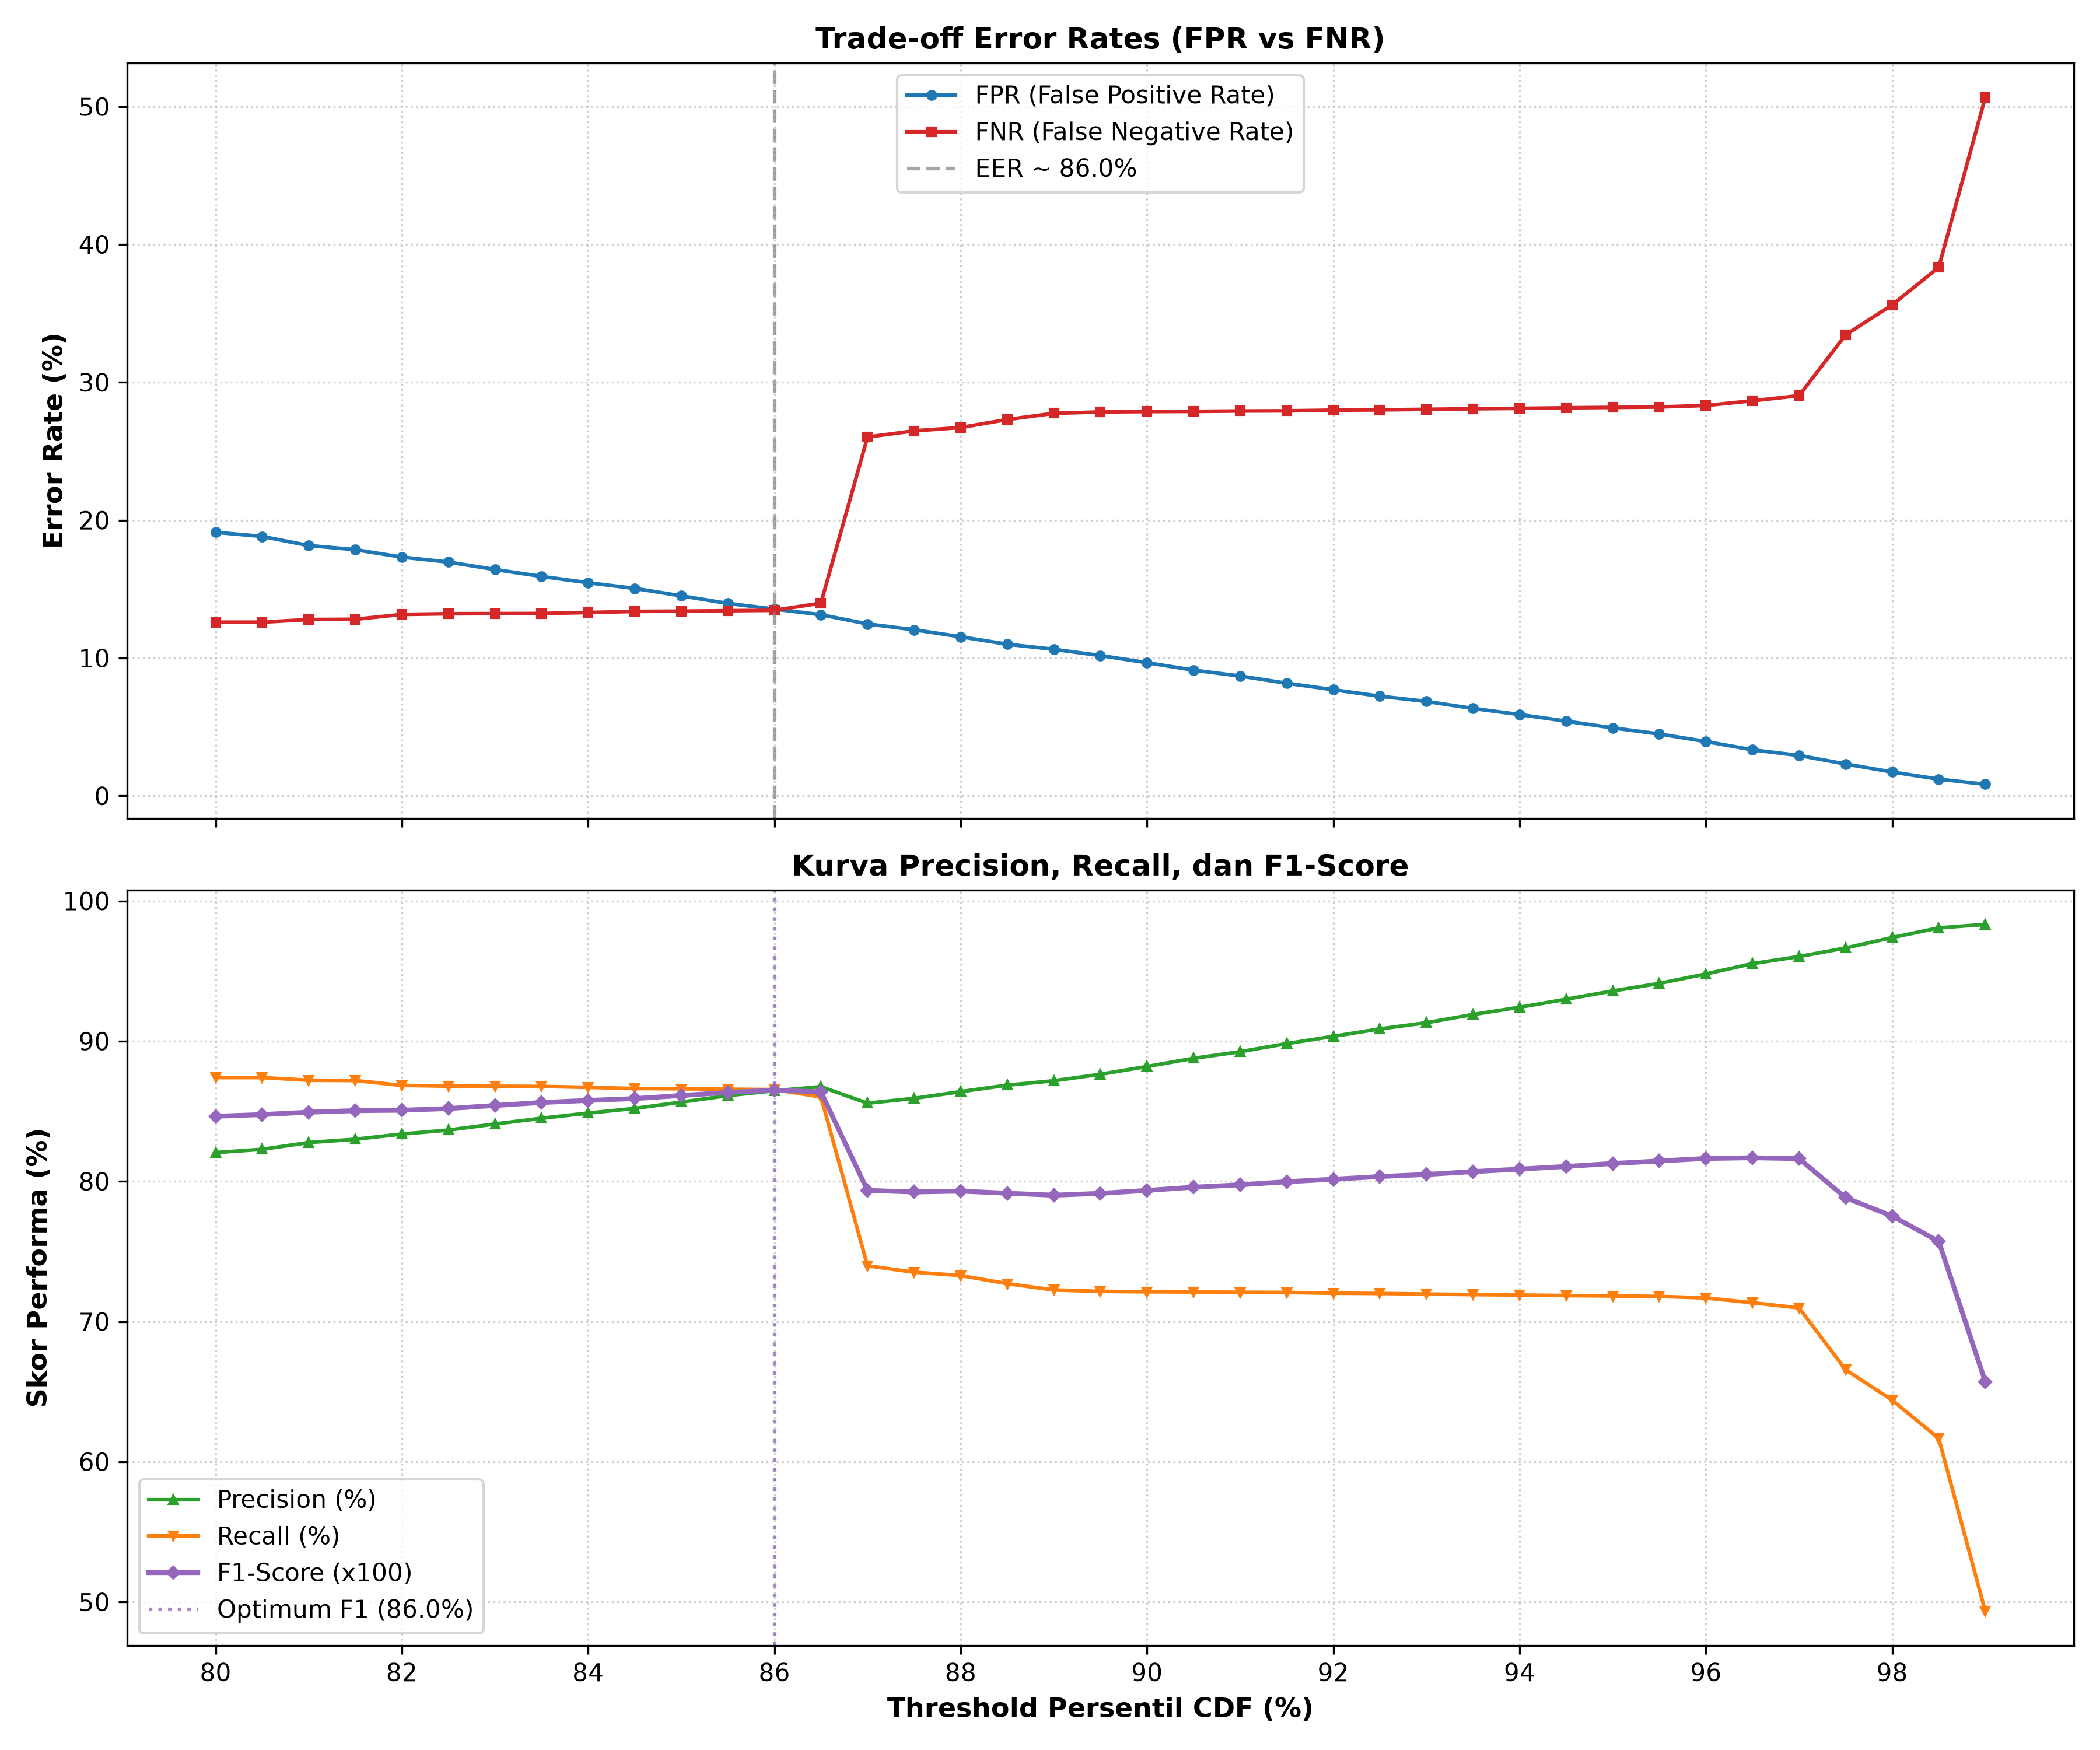 Trade-off Error Rates (FPR vs FNR)
FPR (False Positive Rate)
FNR (False Negative Rate)
EER ~ 86.0%
Error Rate (%)
50
40
30
20
10
0
Kurva Precision, Recall, dan F1-Score
Skor Performa (%)
100
90
80
70
60
50
Precision (%)
Recall (%)
F1-Score (x100)
Optimum F1 (86.0%)
80 82 84 86 88 90 92 94 96 98
Threshold Persentil CDF (%)